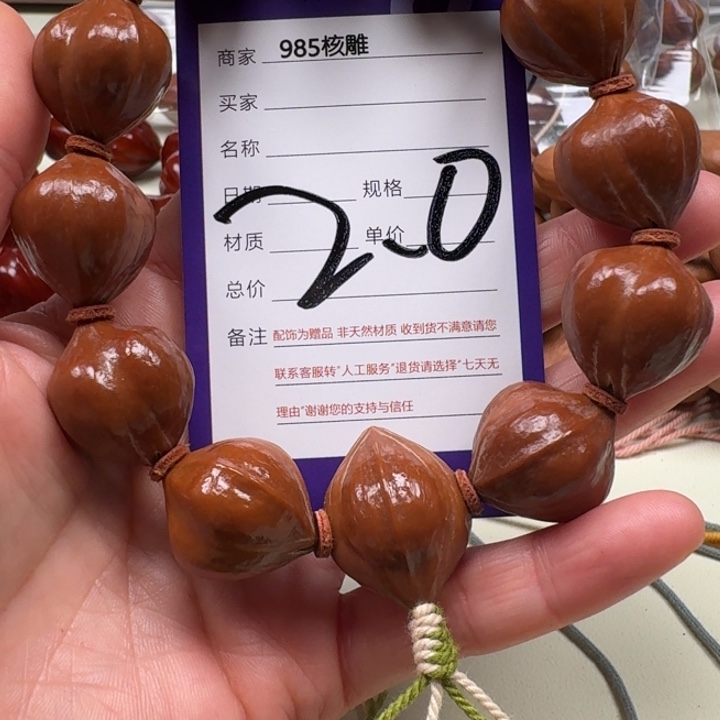 商家 985核雕
买家
名称
日期 规格
2.0
材质 单价
总价
备注 配饰为赠品 非天然材质 收到货不满意请您
联系客服转"人工服务"退货请选择"七天无
理由"谢谢您的支持与信任